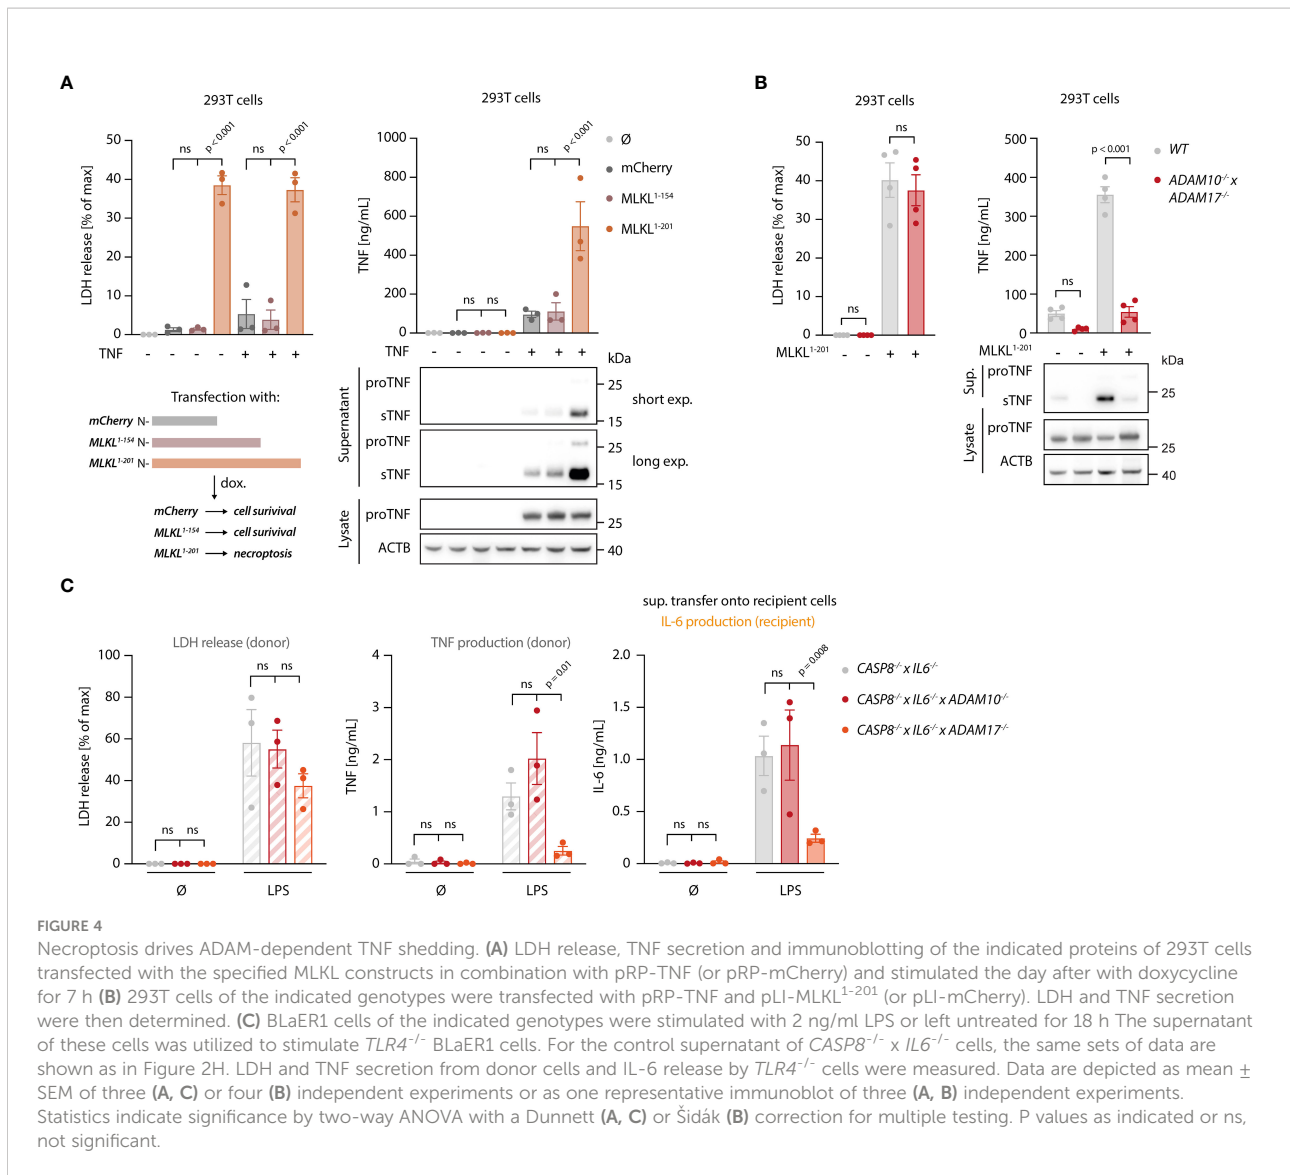 A
293T cells
LDH release [% of max]
50
40
30
20
10
0
ns
p < 0.001
ns
p < 0.001
TNF
- - - - + + +
293T cells
TNF [ng/mL]
1000
800
600
400
200
0
ns ns
ns
p < 0.001
TNF
- - - - + + +
Ø
mCherry
MLKL1-154
MLKL1-201
Transfection with:
mCherry N-
MLKL1-154 N-
MLKL1-201 N-
dox.
mCherry → cell surivival
MLKL1-154 → cell surivival
MLKL1-201 → necroptosis
kDa
Supernatant
proTNF
25
sTNF
15
short exp.
proTNF
25
sTNF
15
long exp.
Lysate
proTNF
25
ACTB
40
B
293T cells
LDH release [% of max]
50
40
30
20
10
0
ns
ns
MLKL1-201
- - + +
293T cells
TNF [ng/mL]
500
400
300
200
100
0
ns
p < 0.001
MLKL1-201
- - + +
WT
ADAM10-/- x
ADAM17-/-
kDa
Sup.
proTNF
25
sTNF
Lysate
proTNF
25
ACTB
40
C
LDH release (donor)
LDH release [% of max]
100
80
60
40
20
0
ns ns
ns ns
Ø LPS
TNF production (donor)
TNF [ng/mL]
4
3
2
1
0
ns ns
ns
p = 0.01
Ø LPS
sup. transfer onto recipient cells
IL-6 production (recipient)
IL-6 [ng/mL]
2.0
1.5
1.0
0.5
0
ns ns
ns
p = 0.008
Ø LPS
CASP8-/- x IL6-/-
CASP8-/- x IL6-/- x ADAM10-/-
CASP8-/- x IL6-/- x ADAM17-/-
FIGURE 4
Necroptosis drives ADAM-dependent TNF shedding. (A) LDH release, TNF secretion and immunoblotting of the indicated proteins of 293T cells
transfected with the specified MLKL constructs in combination with pRP-TNF (or pRP-mCherry) and stimulated the day after with doxycycline
for 7 h (B) 293T cells of the indicated genotypes were transfected with pRP-TNF and pLI-MLKL1-201 (or pLI-mCherry). LDH and TNF secretion
were then determined. (C) BLaER1 cells of the indicated genotypes were stimulated with 2 ng/ml LPS or left untreated for 18 h The supernatant
of these cells was utilized to stimulate TLR4-/- BLaER1 cells. For the control supernatant of CASP8-/- x IL6-/- cells, the same sets of data are
shown as in Figure 2H. LDH and TNF secretion from donor cells and IL-6 release by TLR4-/- cells were measured. Data are depicted as mean ±
SEM of three (A, C) or four (B) independent experiments or as one representative immunoblot of three (A, B) independent experiments.
Statistics indicate significance by two-way ANOVA with a Dunnett (A, C) or Šidák (B) correction for multiple testing. P values as indicated or ns,
not significant.